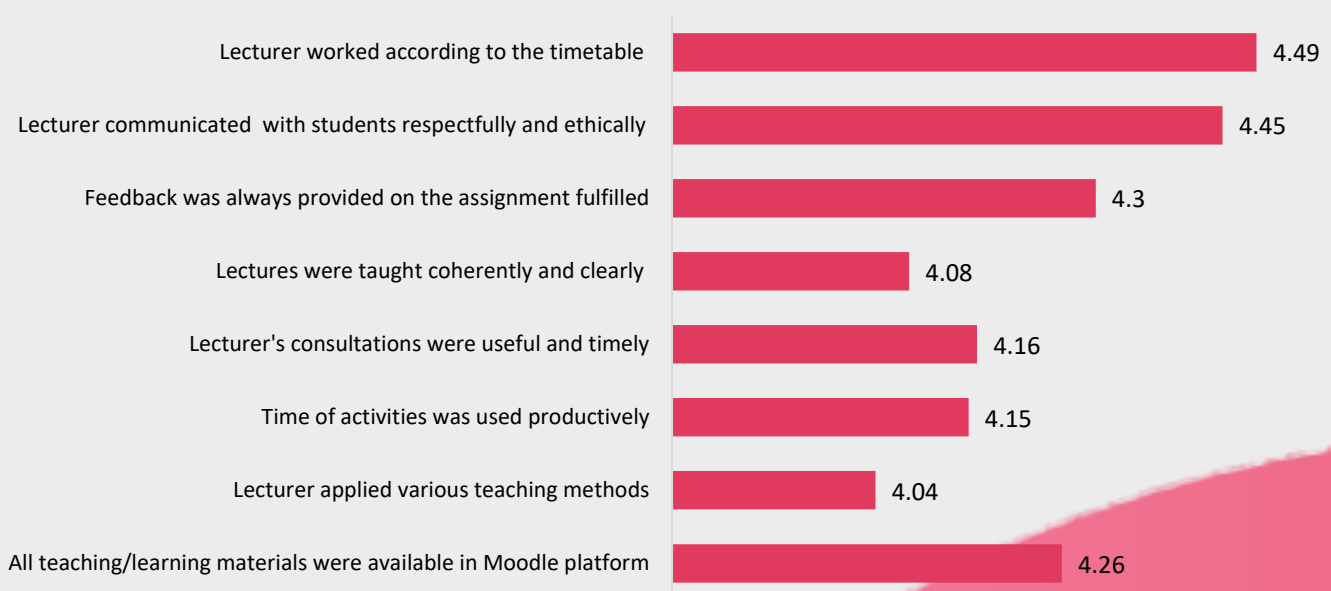 Lecturer worked according to the timetable 4.49
Lecturer communicated  with students respectfully and ethically 4.45
Feedback was always provided on the assignment fulfilled 4.3
Lectures were taught coherently and clearly 4.08
Lecturer's consultations were useful and timely 4.16
Time of activities was used productively 4.15
Lecturer applied various teaching methods 4.04
All teaching/learning materials were available in Moodle platform 4.26